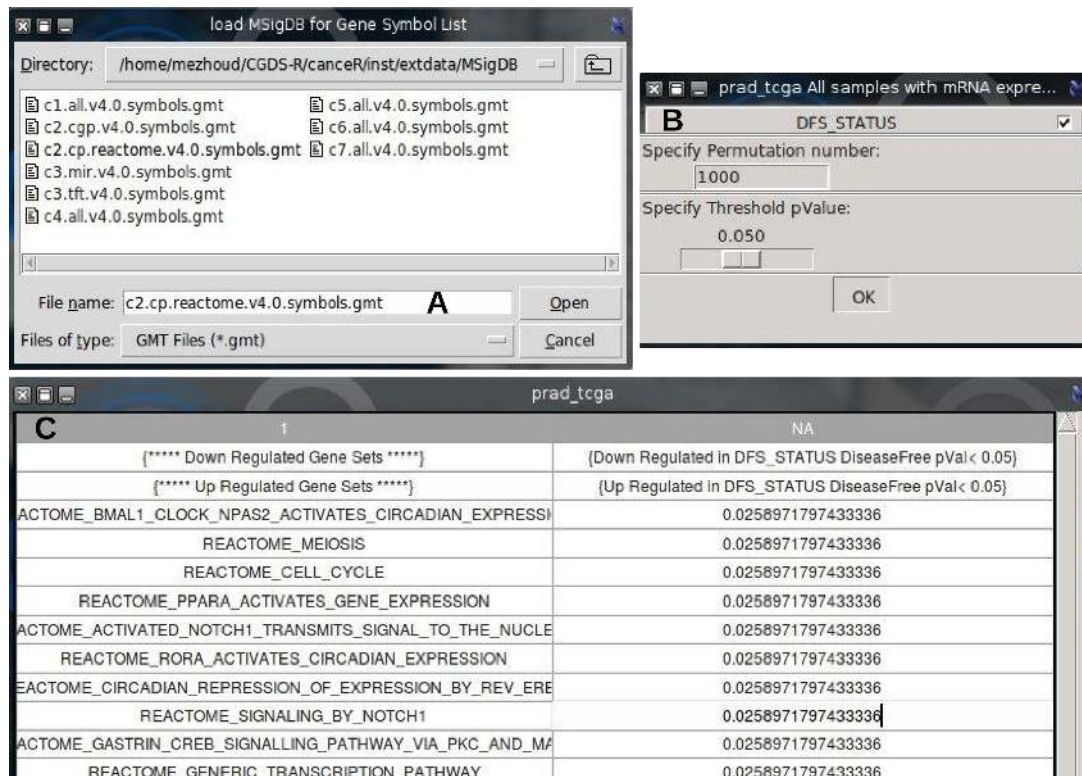 load MSigDB for Gene Symbol List
Directory: /home/mezhoud/CGDS-R/canceR/inst/extdata/MSigDB
c1.all.v4.0.symbols.gmt
c2.cgp.v4.0.symbols.gmt
c2.cp.reactome.v4.0.symbols.gmt
c3.mir.v4.0.symbols.gmt
c3.tft.v4.0.symbols.gmt
c4.all.v4.0.symbols.gmt
c5.all.v4.0.symbols.gmt
c6.all.v4.0.symbols.gmt
c7.all.v4.0.symbols.gmt
File name: c2.cp.reactome.v4.0.symbols.gmt A Open
Files of type: GMT Files (*.gmt) Cancel
prad_tcga All samples with mRNA expre...
B DFS_STATUS
Specify Permutation number:
1000
Specify Threshold pValue:
0.050
OK
prad_tcga
C 1 NA
{***** Down Regulated Gene Sets *****} {Down Regulated in DFS_STATUS DiseaseFree pVal< 0.05}
{***** Up Regulated Gene Sets *****} {Up Regulated in DFS_STATUS DiseaseFree pVal< 0.05}
ACTOME_BMAL1_CLOCK_NPAS2_ACTIVATES_CIRCADIAN_EXPRESSI 0.0258971797433336
REACTOME_MEIOSIS 0.0258971797433336
REACTOME_CELL_CYCLE 0.0258971797433336
REACTOME_PPARA_ACTIVATES_GENE_EXPRESSION 0.0258971797433336
ACTOME_ACTIVATED_NOTCH1_TRANSMITS_SIGNAL_TO_THE_NUCLE 0.0258971797433336
REACTOME_RORA_ACTIVATES_CIRCADIAN_EXPRESSION 0.0258971797433336
EACTOME_CIRCADIAN_REPRESSION_OF_EXPRESSION_BY_REV_ERE 0.0258971797433336
REACTOME_SIGNALING_BY_NOTCH1 0.0258971797433336
ACTOME_GASTRIN_CREB_SIGNALLING_PATHWAY_VIA_PKC_AND_MA 0.0258971797433336
REACTOME_GENERIC_TRANSCRIPTION_PATHWAY 0.0258971797433336